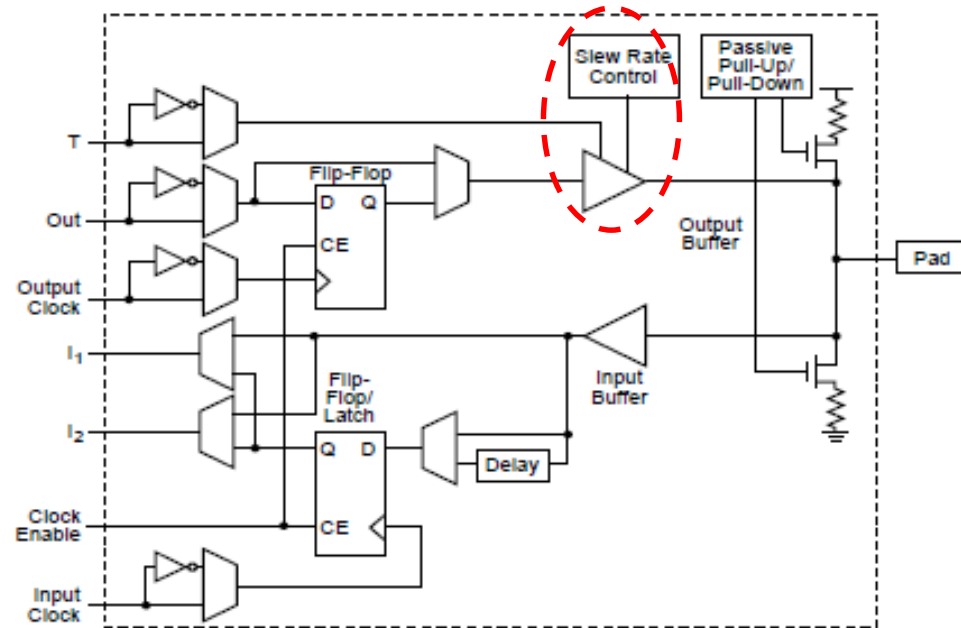 Slew Rate
Control
Passive
Pull-Up/
Pull-Down
T
Flip-Flop
D
Q
Out
CE
Output
Buffer
Pad
Output
Clock
I1
Flip-
Flop/
Latch
Input
Buffer
I2
Q
D
Delay
Clock
Enable
CE
Input
Clock